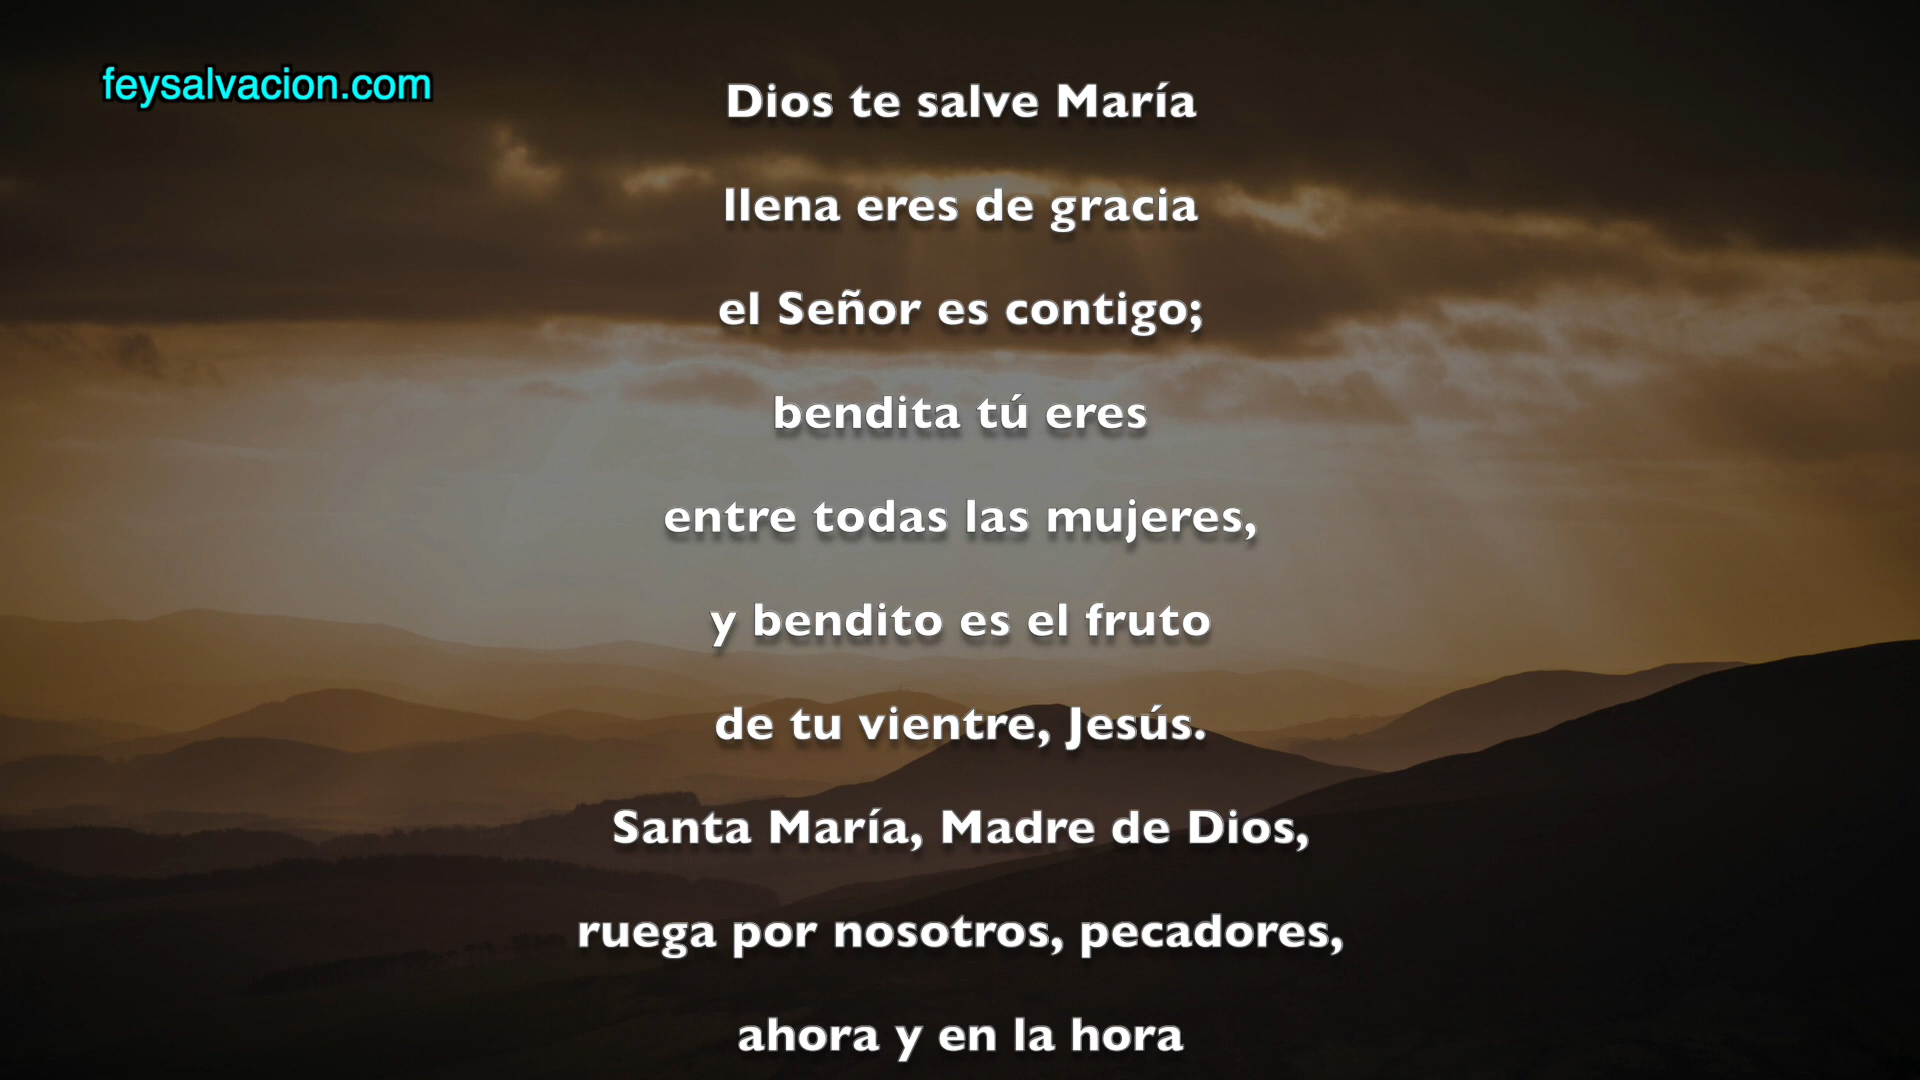 feysalvacion.com
Dios te salve María
llena eres de gracia
el Señor es contigo;
bendita tú eres
entre todas las mujeres,
y bendito es el fruto
de tu vientre, Jesús.
Santa María, Madre de Dios,
ruega por nosotros, pecadores,
ahora y en la hora